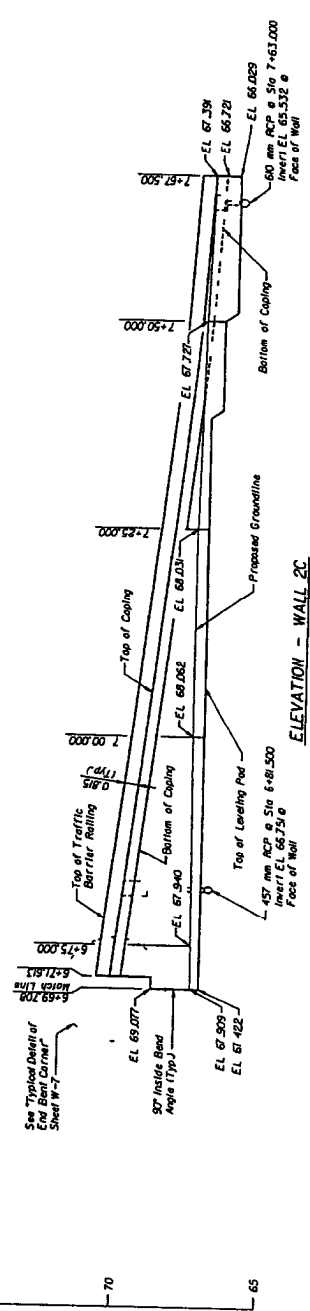 See "Typical Detail of
End Bent Corner"
Sheet W-7
6+69.708
Match Line
6+71.613
6+75.000
7 00.000
7+25.000
7+50.000
7+67.500
Top of Traffic
Barrier Railing
0.815
(Typ.)
Top of Coping
Bottom of Coping
EL 69.077
90° Inside Bend
Angle (Typ.)
EL 67.909
EL 67.422
EL 67.940
EL 68.062
EL 68.031
EL 67.727
EL 67.391
EL 66.721
EL 66.029
610 mm RCP @ Sta 7+63.000
Invert EL 65.532 @
Face of Wall
Bottom of Coping
Proposed Groundline
Top of Leveling Pad
457 mm RCP @ Sta 6+81.500
Invert EL 66.751 @
Face of Wall
ELEVATION - WALL 2C
70
65